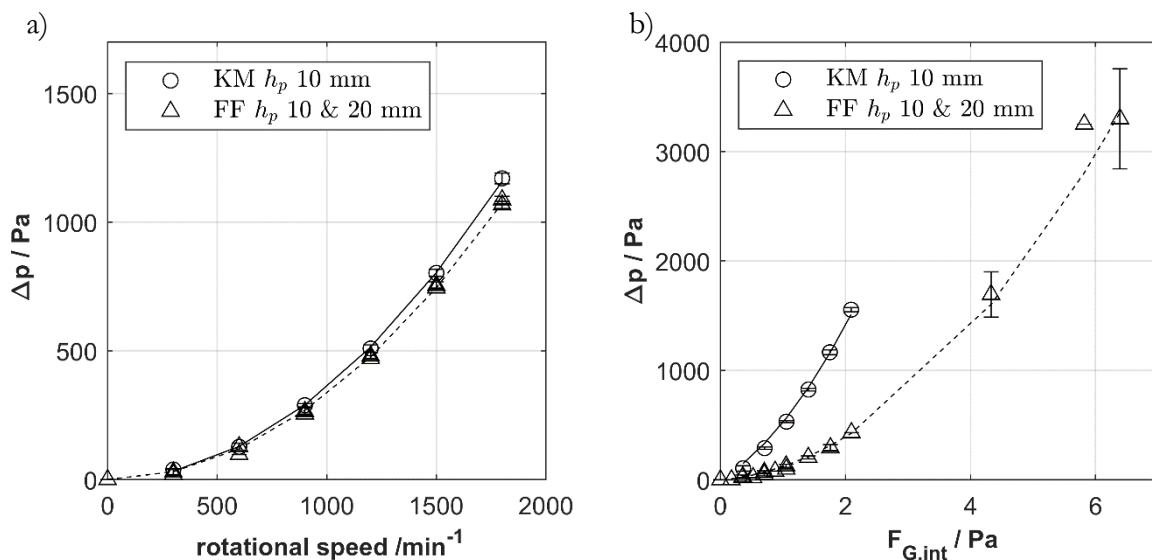 a)
1500
1000
500
0
Δp / Pa
KM h_p 10 mm
FF h_p 10 & 20 mm
0 500 1000 1500 2000
rotational speed /min⁻¹
b)
4000
3000
2000
1000
0
Δp / Pa
KM h_p 10 mm
FF h_p 10 & 20 mm
0 2 4 6
F_G.int / Pa